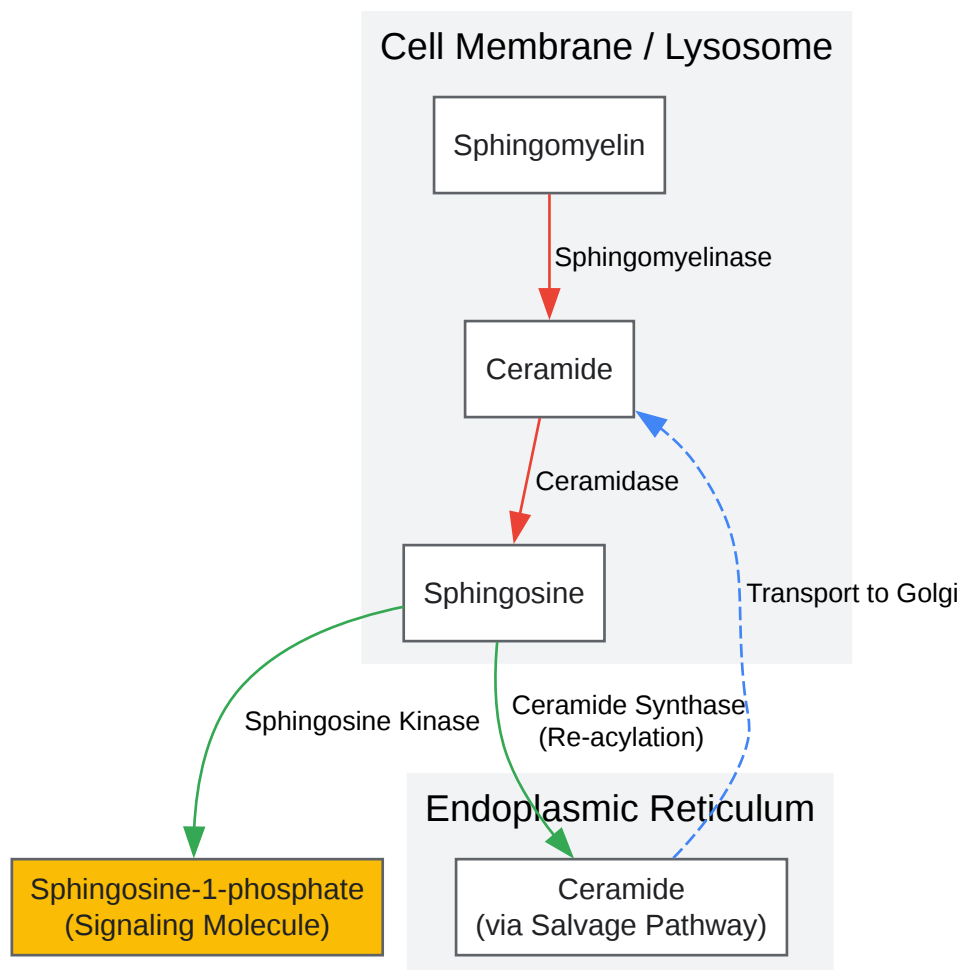 Cell Membrane / Lysosome
Sphingomyelin
Sphingomyelinase
Ceramide
Ceramidase
Sphingosine
Transport to Golgi
Sphingosine Kinase
Ceramide Synthase
(Re-acylation)
Endoplasmic Reticulum
Sphingosine-1-phosphate
(Signaling Molecule)
Ceramide
(via Salvage Pathway)